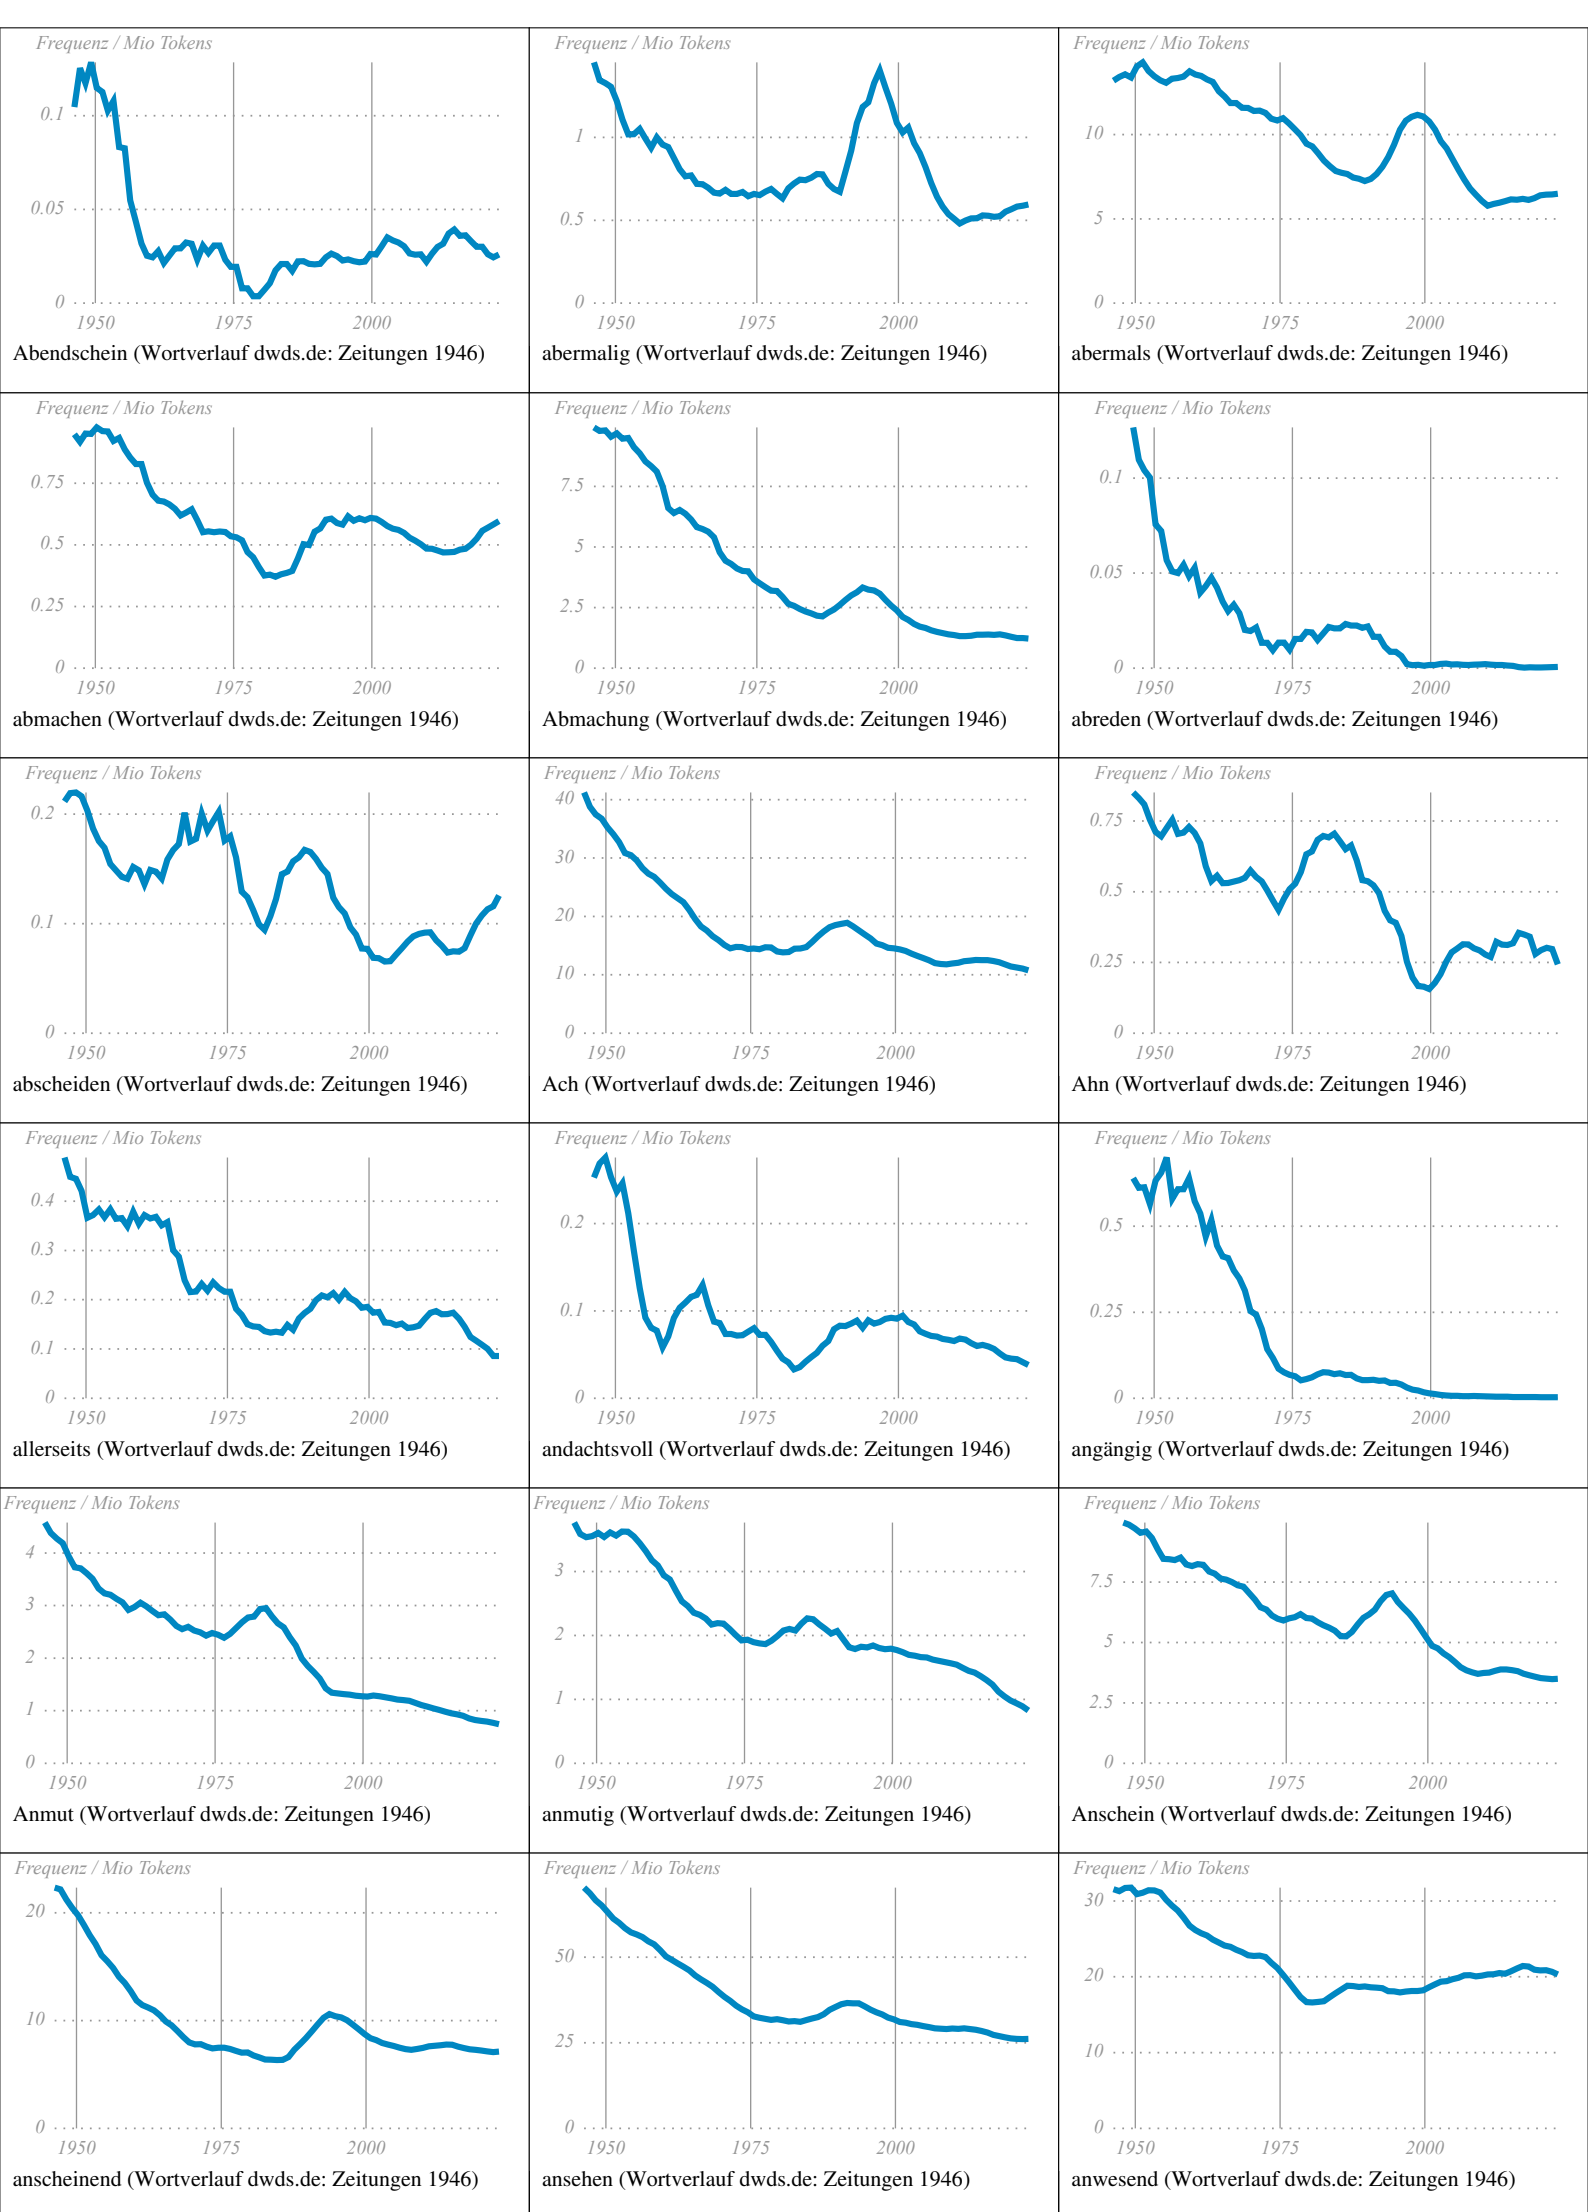 Frequenz / Mio Tokens
0.1
0.05
0
1950 1975 2000
Abendschein (Wortverlauf dwds.de: Zeitungen 1946)
Frequenz / Mio Tokens
1
0.5
0
1950 1975 2000
abermalig (Wortverlauf dwds.de: Zeitungen 1946)
Frequenz / Mio Tokens
10
5
0
1950 1975 2000
abermals (Wortverlauf dwds.de: Zeitungen 1946)
Frequenz / Mio Tokens
0.75
0.5
0.25
0
1950 1975 2000
abmachen (Wortverlauf dwds.de: Zeitungen 1946)
Frequenz / Mio Tokens
7.5
5
2.5
0
1950 1975 2000
Abmachung (Wortverlauf dwds.de: Zeitungen 1946)
Frequenz / Mio Tokens
0.1
0.05
0
1950 1975 2000
abreden (Wortverlauf dwds.de: Zeitungen 1946)
Frequenz / Mio Tokens
0.2
0.1
0
1950 1975 2000
abscheiden (Wortverlauf dwds.de: Zeitungen 1946)
Frequenz / Mio Tokens
40
30
20
10
0
1950 1975 2000
Ach (Wortverlauf dwds.de: Zeitungen 1946)
Frequenz / Mio Tokens
0.75
0.5
0.25
0
1950 1975 2000
Ahn (Wortverlauf dwds.de: Zeitungen 1946)
Frequenz / Mio Tokens
0.4
0.3
0.2
0.1
0
1950 1975 2000
allerseits (Wortverlauf dwds.de: Zeitungen 1946)
Frequenz / Mio Tokens
0.2
0.1
0
1950 1975 2000
andachtsvoll (Wortverlauf dwds.de: Zeitungen 1946)
Frequenz / Mio Tokens
0.5
0.25
0
1950 1975 2000
angängig (Wortverlauf dwds.de: Zeitungen 1946)
Frequenz / Mio Tokens
4
3
2
1
0
1950 1975 2000
Anmut (Wortverlauf dwds.de: Zeitungen 1946)
Frequenz / Mio Tokens
3
2
1
0
1950 1975 2000
anmutig (Wortverlauf dwds.de: Zeitungen 1946)
Frequenz / Mio Tokens
7.5
5
2.5
0
1950 1975 2000
Anschein (Wortverlauf dwds.de: Zeitungen 1946)
Frequenz / Mio Tokens
20
10
0
1950 1975 2000
anscheinend (Wortverlauf dwds.de: Zeitungen 1946)
Frequenz / Mio Tokens
50
25
0
1950 1975 2000
ansehen (Wortverlauf dwds.de: Zeitungen 1946)
Frequenz / Mio Tokens
30
20
10
0
1950 1975 2000
anwesend (Wortverlauf dwds.de: Zeitungen 1946)